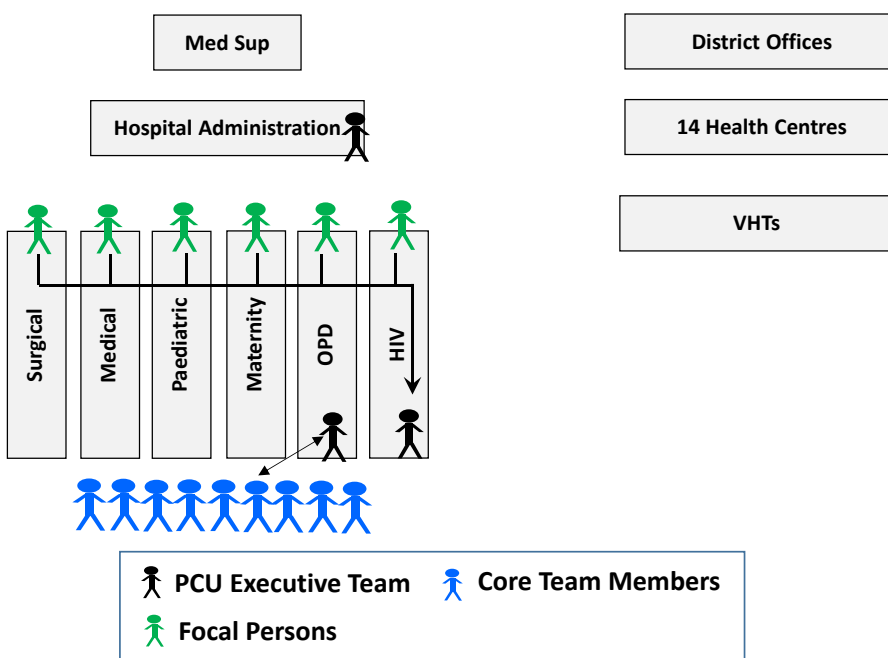 Med Sup
District Offices
Hospital Administration
14 Health Centres
VHTs
Surgical
Medical
Paediatric
Maternity
OPD
HIV
PCU Executive Team
Core Team Members
Focal Persons